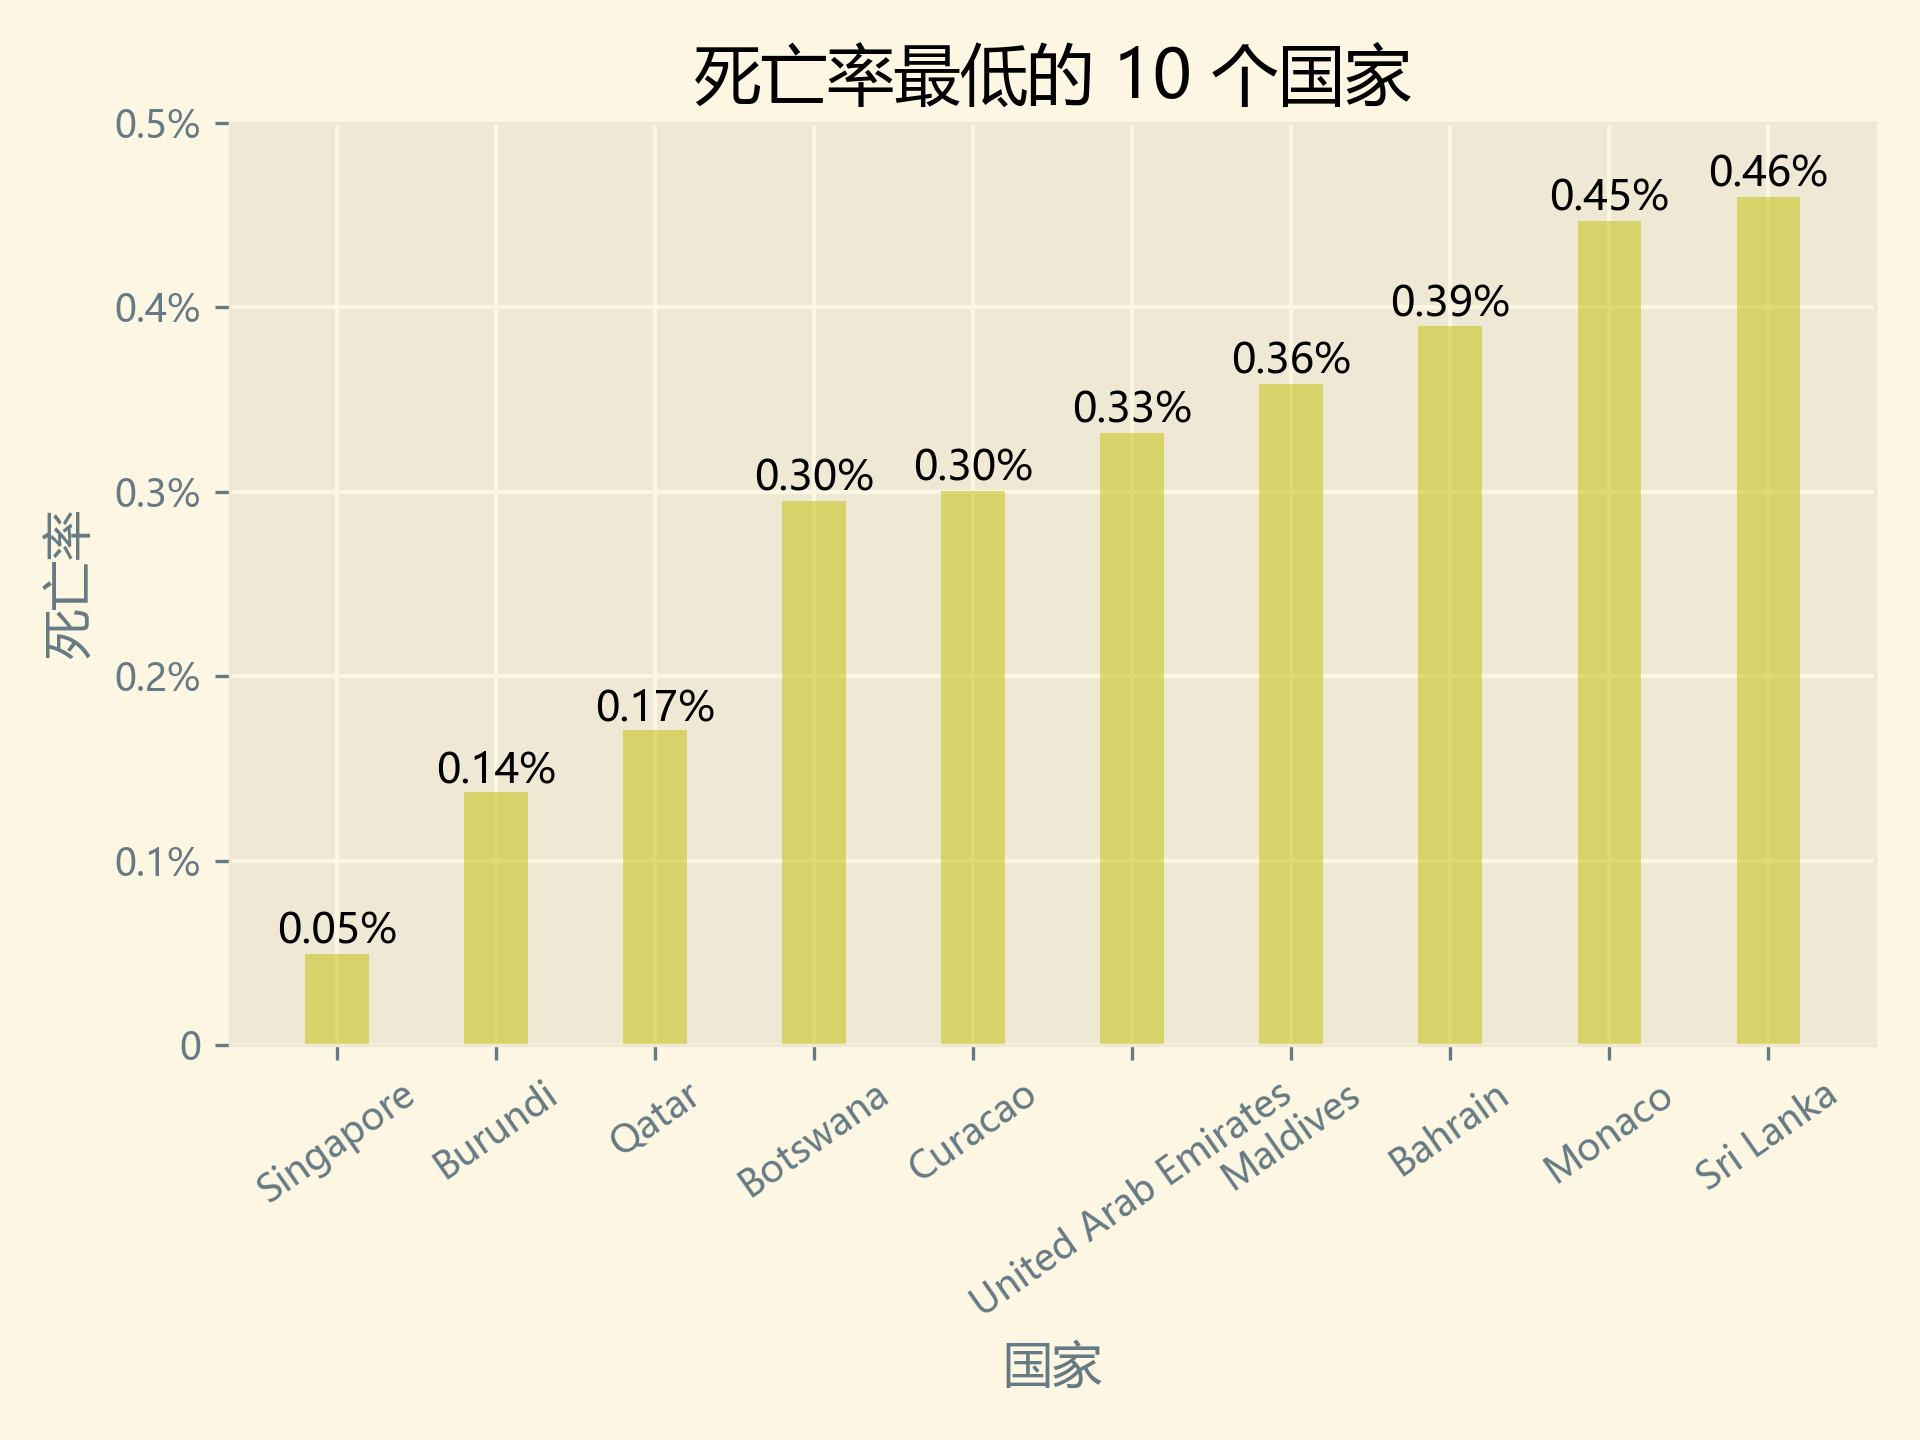 死亡率最低的 10 个国家
0.5%
0.4%
0.3%
0.2%
0.1%
0
死亡率
0.05%
0.14%
0.17%
0.30%
0.30%
0.33%
0.36%
0.39%
0.45%
0.46%
Singapore
Burundi
Qatar
Botswana
Curacao
United Arab Emirates
Maldives
Bahrain
Monaco
Sri Lanka
国家